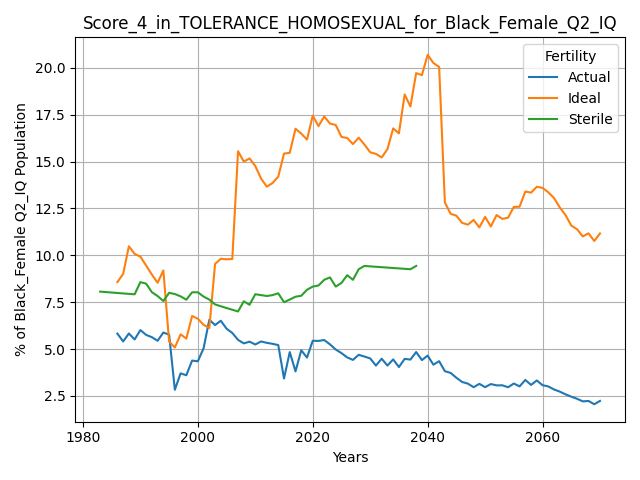 Score_4_in_TOLERANCE_HOMOSEXUAL_for_Black_Female_Q2_IQ
Fertility
Actual
Ideal
Sterile
% of Black_Female Q2_IQ Population
20.0
17.5
15.0
12.5
10.0
7.5
5.0
2.5
1980
2000
2020
2040
2060
Years